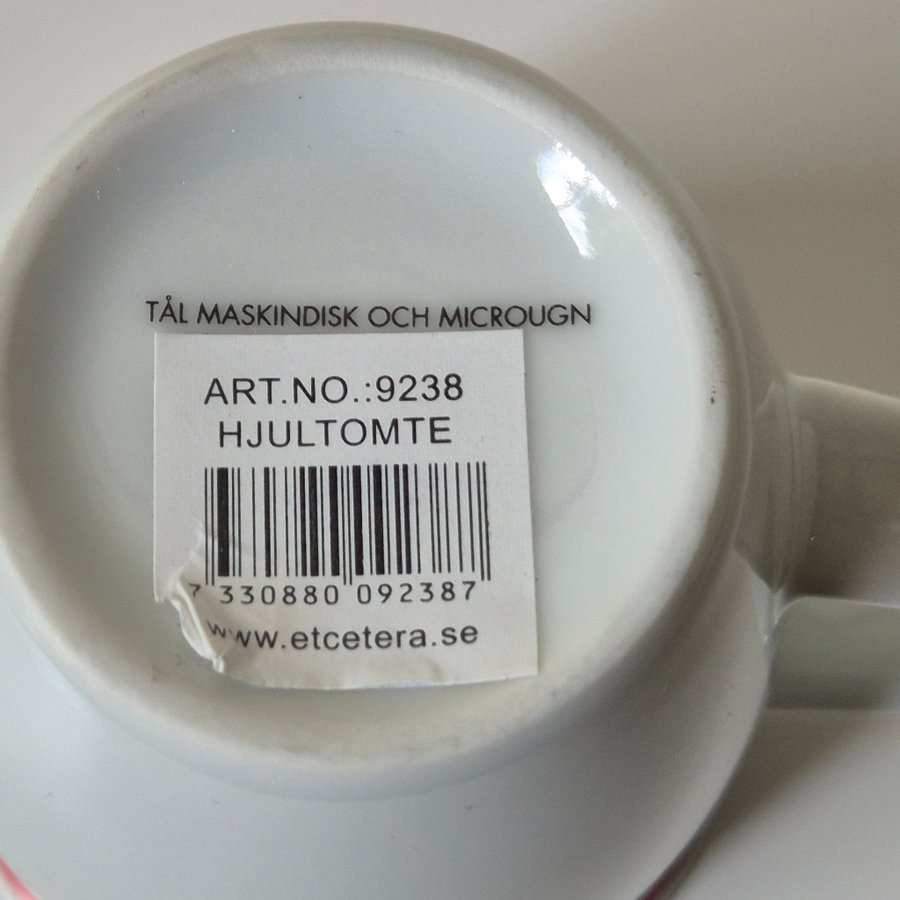 TÅL MASKINDISK OCH MICROUGN
ART.NO.:9238
HJULTOMTE
7 330880 092387
www.etcetera.se